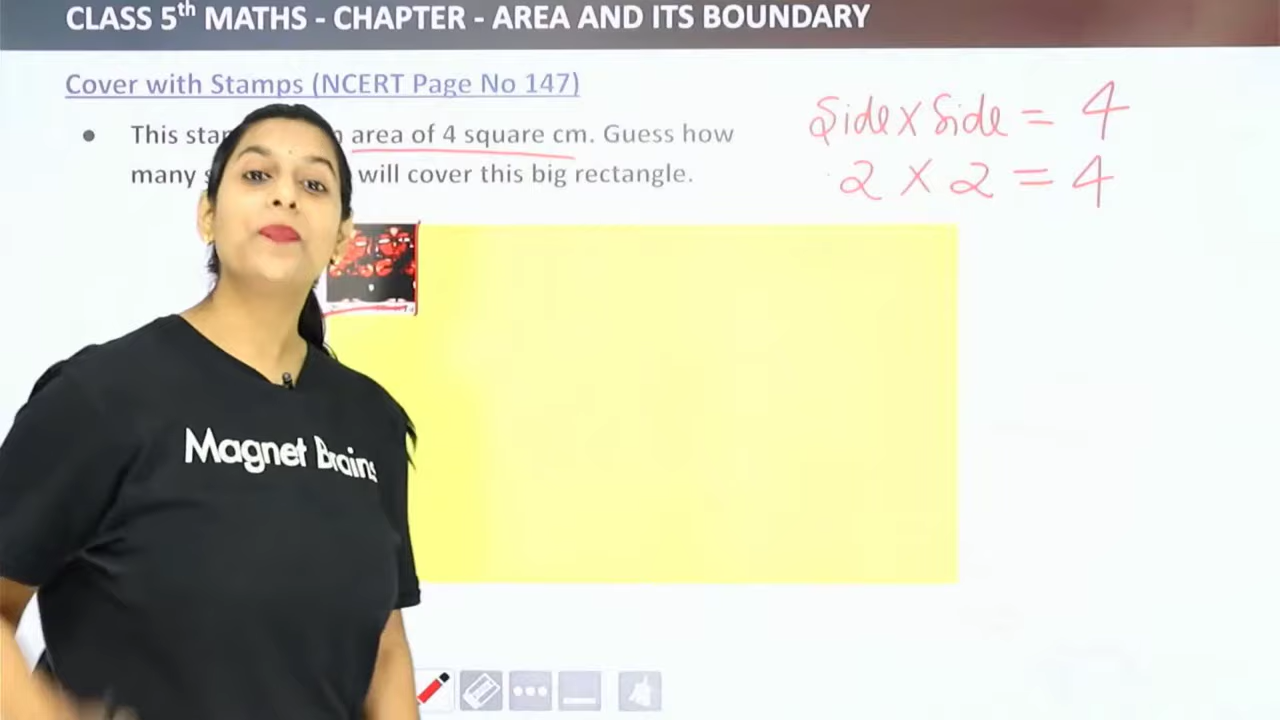 CLASS 5th MATHS - CHAPTER - AREA AND ITS BOUNDARY
Cover with Stamps (NCERT Page No 147)
This area of 4 square cm. Guess how
many will cover this big rectangle.
Side x Side = 4
2 x 2 = 4
Magnet Brains